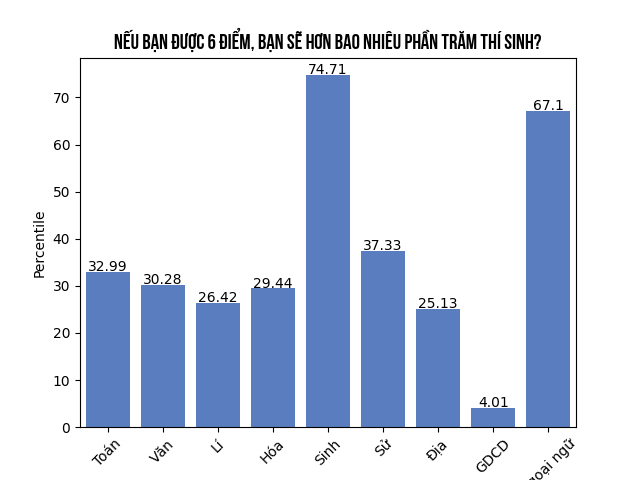 NẾU BẠN ĐƯỢC 6 ĐIỂM, BẠN SẼ HƠN BAO NHIÊU PHẦN TRĂM THÍ SINH?
74.71
67.1
37.33
32.99
30.28
29.44
26.42
25.13
4.01
70
60
50
40
30
20
10
0
Percentile
Toán
Văn
Lí
Hóa
Sinh
Sử
Địa
GDCD
ngữ